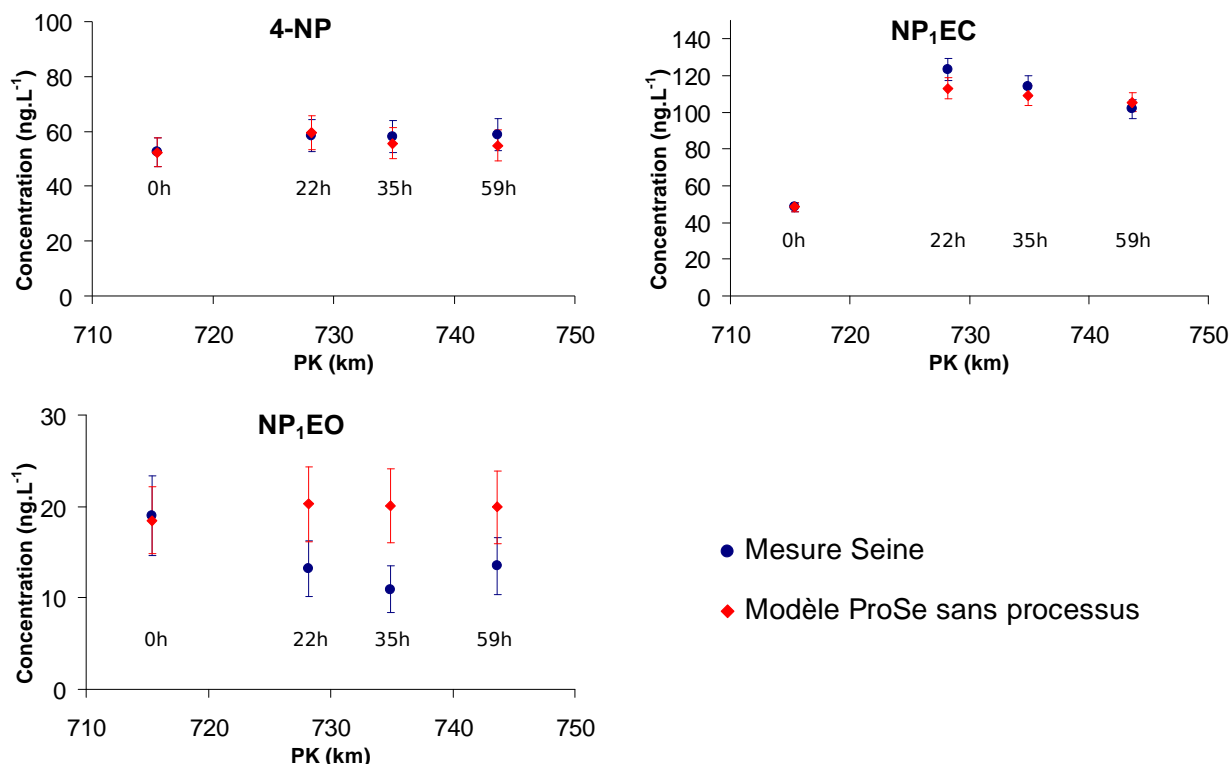 4-NP
Concentration (ng.L⁻¹)
100
80
60
40
20
0
0h 22h 35h 59h
710 720 730 740 750
PK (km)
NP₁EC
Concentration (ng.L⁻¹)
140
120
100
80
60
40
20
0
0h 22h 35h 59h
710 720 730 740 750
PK (km)
NP₁EO
Concentration (ng.L⁻¹)
30
20
10
0
0h 22h 35h 59h
710 720 730 740 750
PK (km)
Mesure Seine
Modèle ProSe sans processus